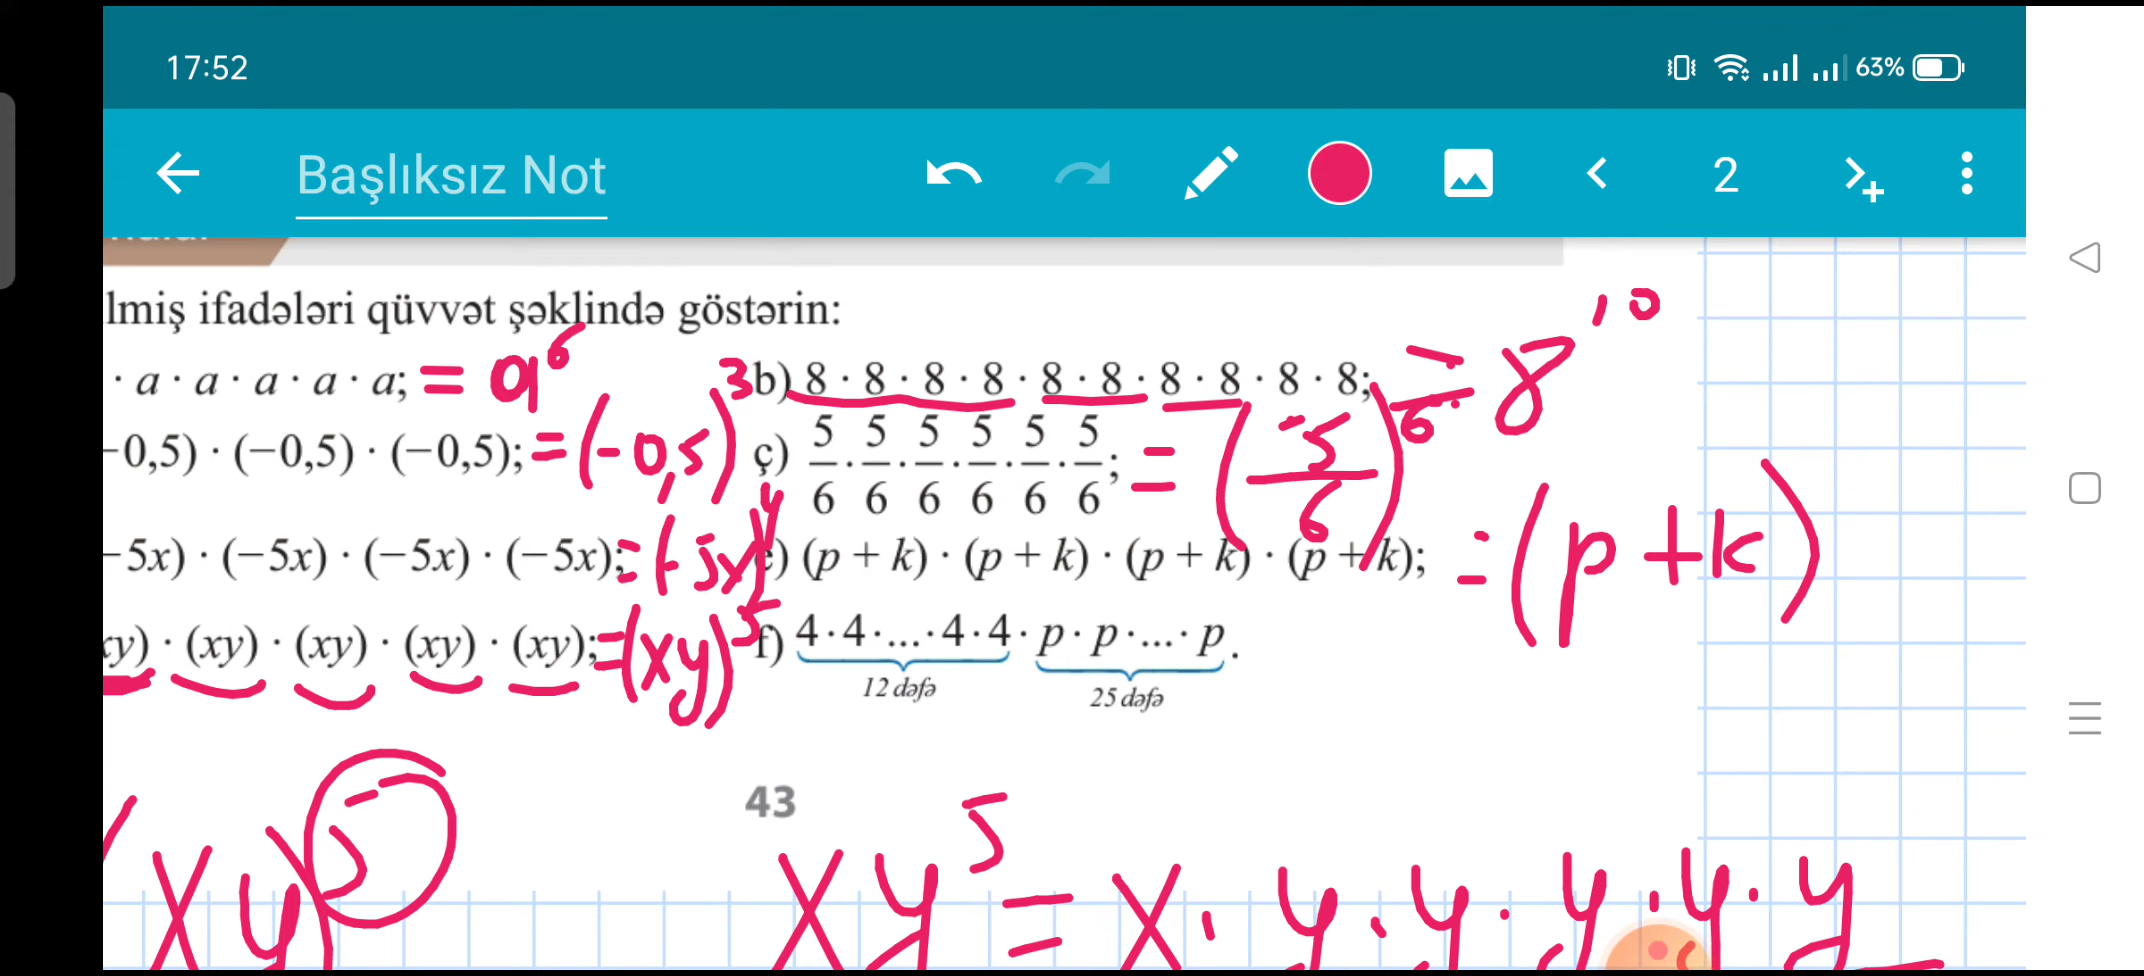 17:52 63%
Başlıksız Not 2
lmiş ifadələri qüvvət şəklində göstərin:
· a · a · a · a · a; = a⁶ b) 8 · 8 · 8 · 8 · 8 · 8 · 8 · 8 · 8 · 8; = 8¹⁰
−0,5) · (−0,5) · (−0,5); = (−0,5)³ ç) 5/6 · 5/6 · 5/6 · 5/6 · 5/6 · 5/6; = (5/6)⁶
−5x) · (−5x) · (−5x) · (−5x); = (−5x)⁴ e) (p + k) · (p + k) · (p + k) · (p + k); = (p + k)
xy) · (xy) · (xy) · (xy) · (xy); = (xy)⁵ f) 4 · 4 · ... · 4 · 4 · p · p · ... · p.
12 dəfə 25 dəfə
43
xy⁵ = x · y · y · y · y · y